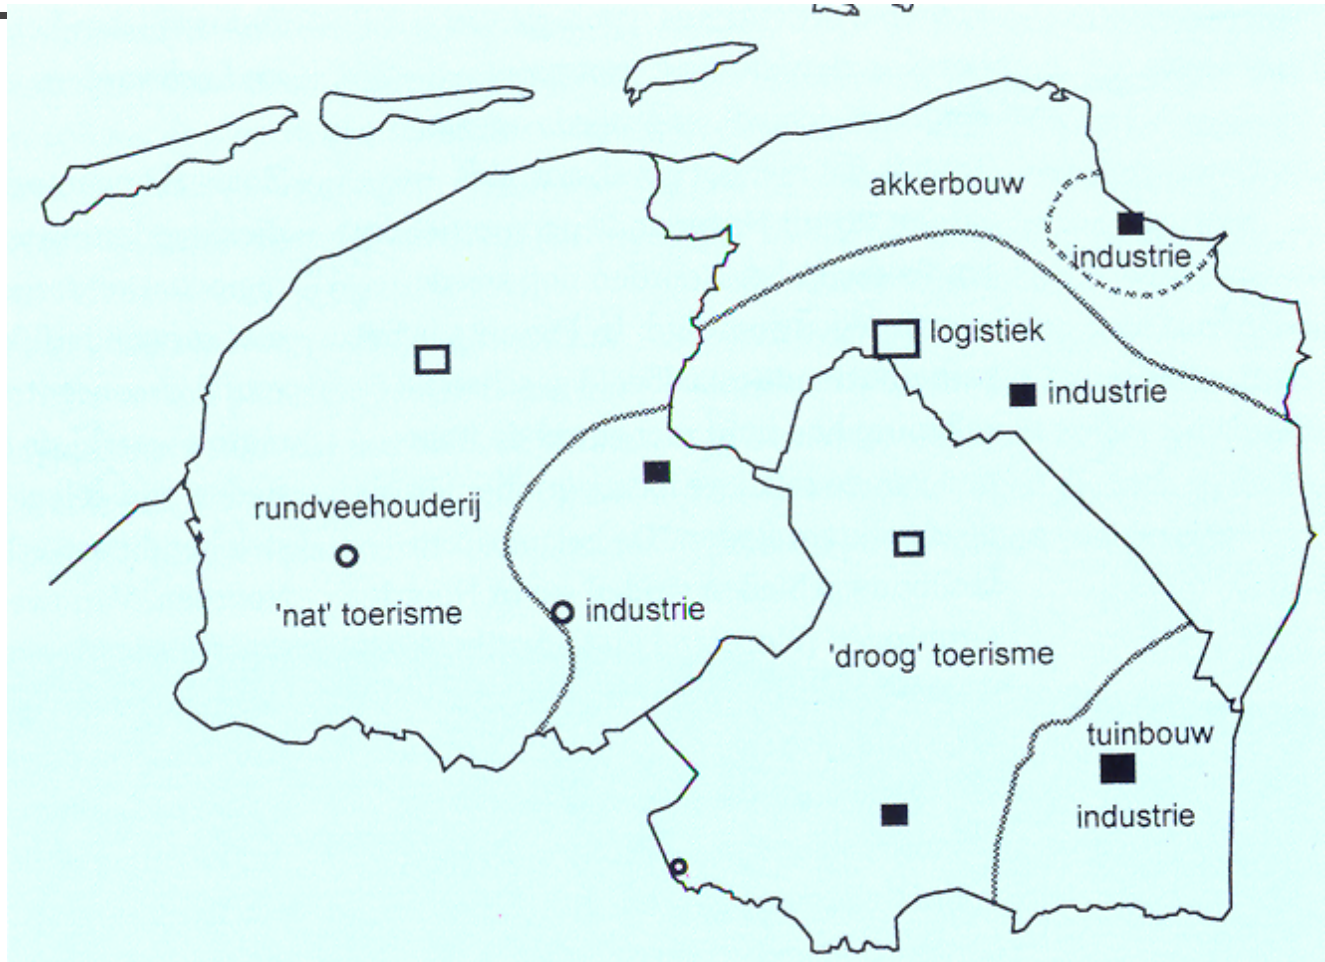 akkerbouw
industrie
logistiek
industrie
rundveehouderij
'nat' toerisme
industrie
'droog' toerisme
tuinbouw
industrie